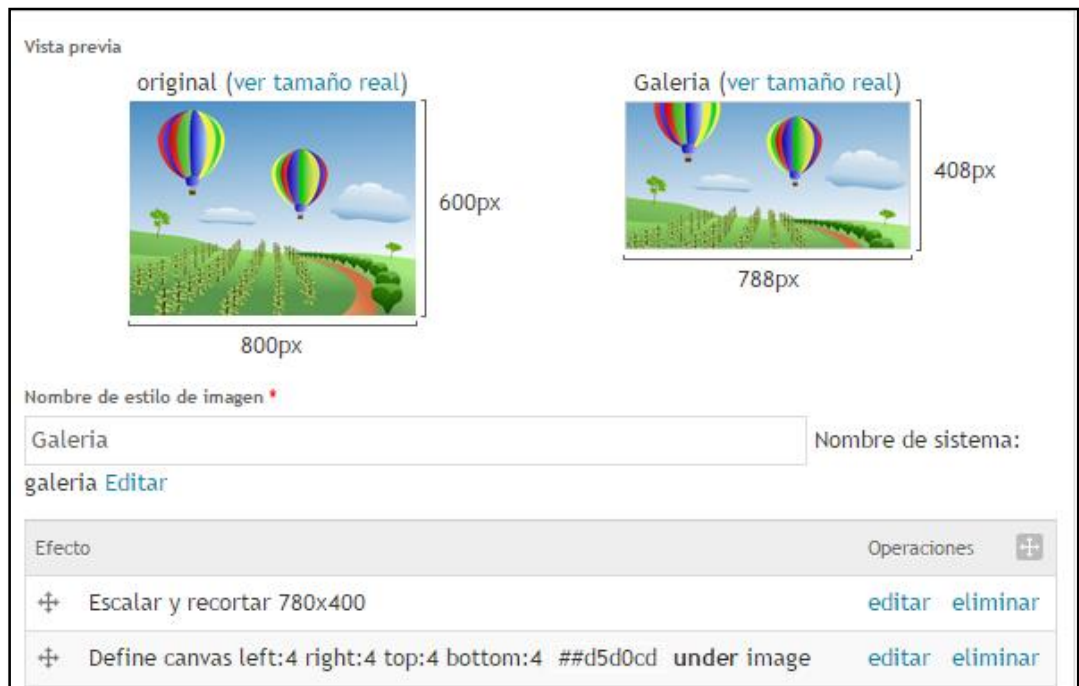 Vista previa
original (ver tamaño real)
Galeria (ver tamaño real)
600px
408px
800px
788px
Nombre de estilo de imagen *
Galeria
Nombre de sistema:
galeria Editar
Efecto Operaciones
Escalar y recortar 780x400 editar eliminar
Define canvas left:4 right:4 top:4 bottom:4 ##d5d0cd under image editar eliminar